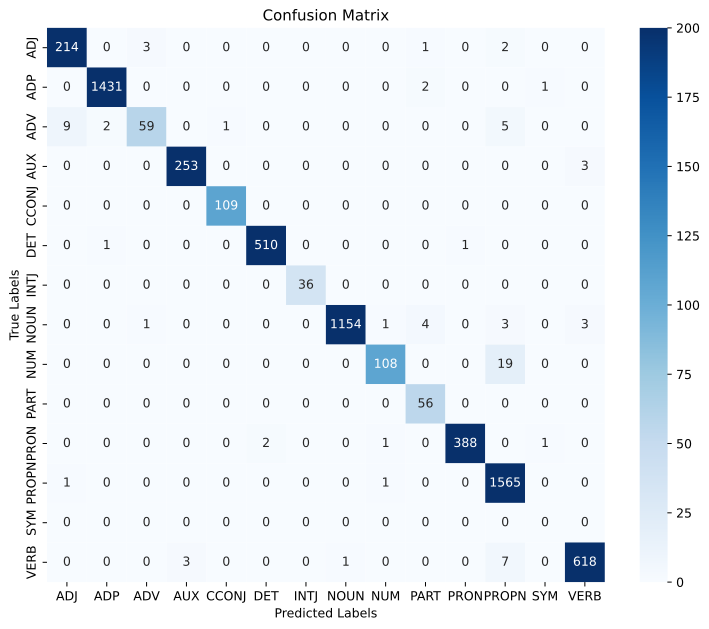 Confusion Matrix
ADJ 214 0 3 0 0 0 0 0 0 1 0 2 0 0
ADP 0 1431 0 0 0 0 0 0 0 2 0 0 1 0
ADV 9 2 59 0 1 0 0 0 0 0 0 5 0 0
AUX 0 0 0 253 0 0 0 0 0 0 0 0 0 3
CCONJ 0 0 0 0 109 0 0 0 0 0 0 0 0 0
DET 0 1 0 0 0 510 0 0 0 0 1 0 0 0
INTJ 0 0 0 0 0 0 36 0 0 0 0 0 0 0
NOUN 0 0 1 0 0 0 0 1154 1 4 0 3 0 3
NUM 0 0 0 0 0 0 0 0 108 0 0 19 0 0
PART 0 0 0 0 0 0 0 0 0 56 0 0 0 0
PRON 0 0 0 0 0 2 0 0 1 0 388 0 1 0
PROPN 1 0 0 0 0 0 0 0 1 0 0 1565 0 0
SYM 0 0 0 0 0 0 0 0 0 0 0 0 0 0
VERB 0 0 0 3 0 0 0 1 0 0 0 7 0 618
ADJ ADP ADV AUX CCONJ DET INTJ NOUN NUM PART PRON PROPN SYM VERB
Predicted Labels
True Labels
200
175
150
125
100
75
50
25
0